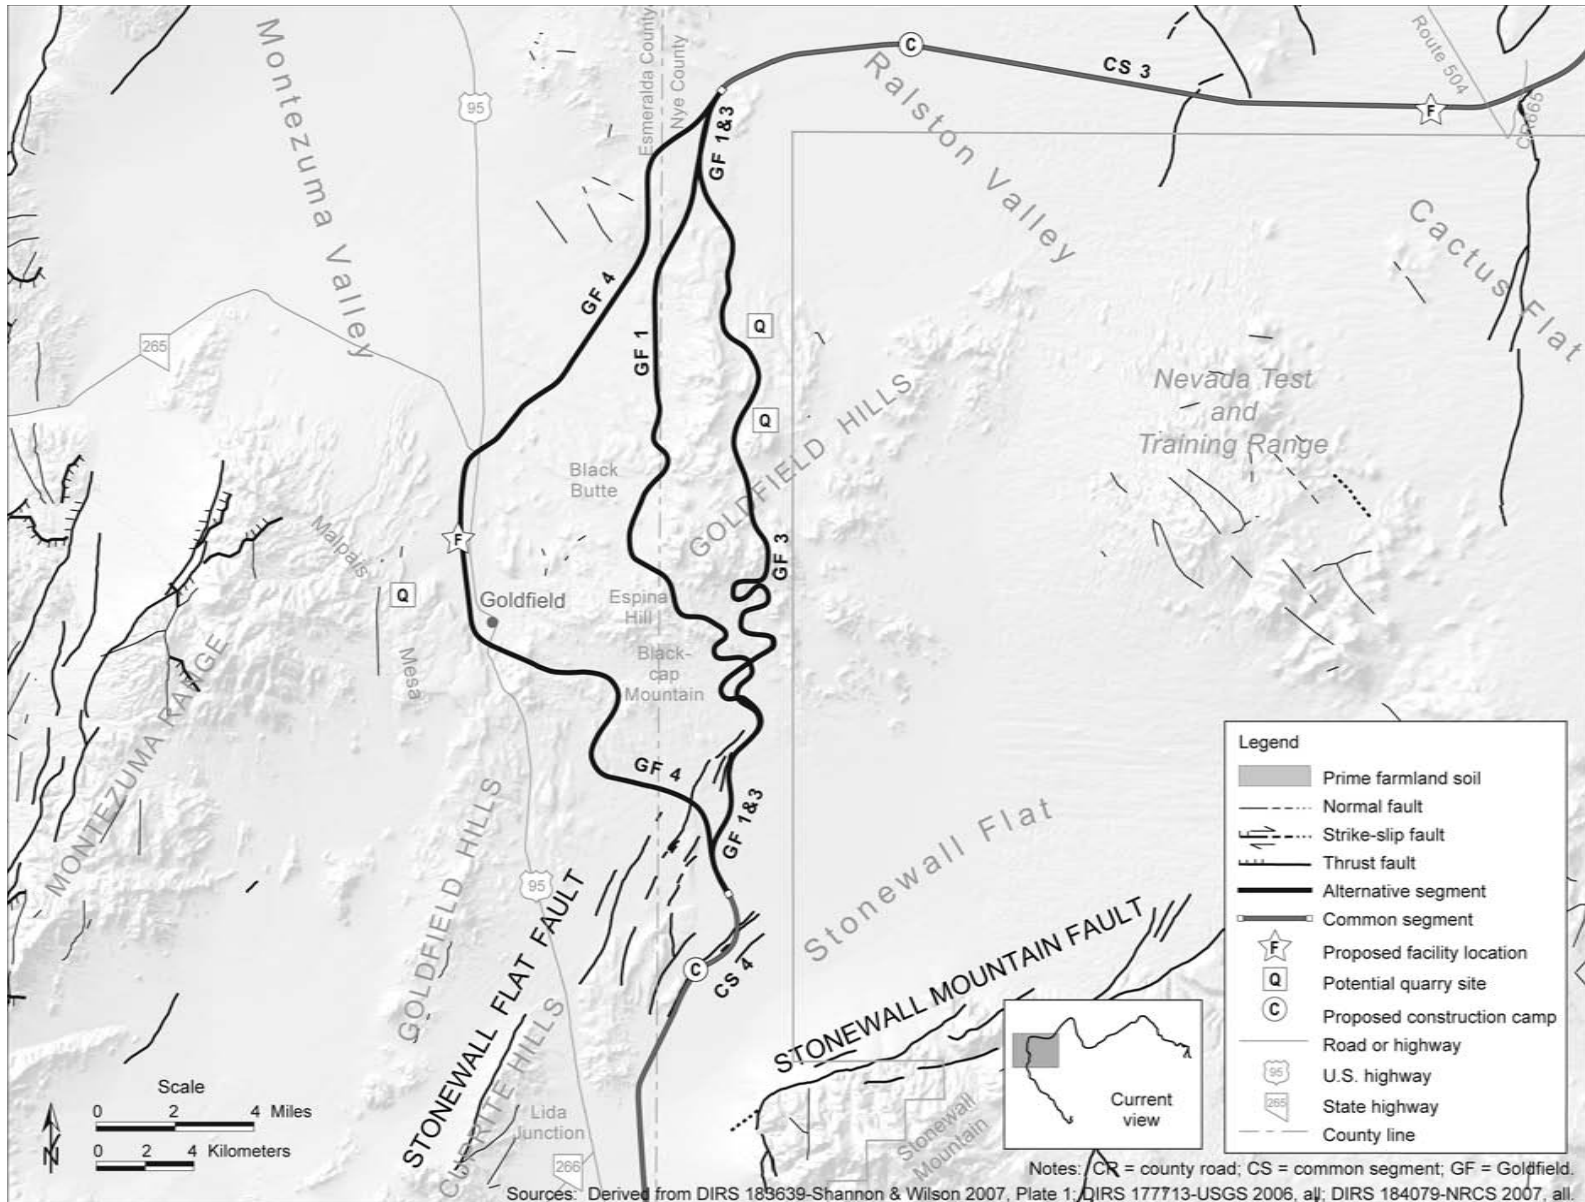 Montezuma Valley
95
Esmeralda County
Nye County
C
Ralston Valley
CS 3
Route 504
F
CR665
GF 1&3
Cactus Flat
GF 4
GF 1
Q
265
Q
Nevada Test
and
Training Range
GOLDFIELD HILLS
Black
Butte
GF 3
Malpais
Mesa
F
Q
Goldfield
Espina
Hill
Black-
cap
Mountain
MONTEZUMA RANGE
GF 4
GF 1&3
GOLDFIELD HILLS
95
STONEWALL FLAT FAULT
Stonewall Flat
STONEWALL MOUNTAIN FAULT
C
CS 4
CUPRITE HILLS
Lida
Junction
266
Stonewall
Mountain
Scale
0 2 4 Miles
0 2 4 Kilometers
N
Current
view
Legend
Prime farmland soil
Normal fault
Strike-slip fault
Thrust fault
Alternative segment
Common segment
F Proposed facility location
Q Potential quarry site
C Proposed construction camp
Road or highway
95 U.S. highway
265 State highway
County line
Notes: CR = county road; CS = common segment; GF = Goldfield.
Sources: Derived from DIRS 183639-Shannon & Wilson 2007, Plate 1; DIRS 177713-USGS 2006, all; DIRS 184079-NRCS 2007, all